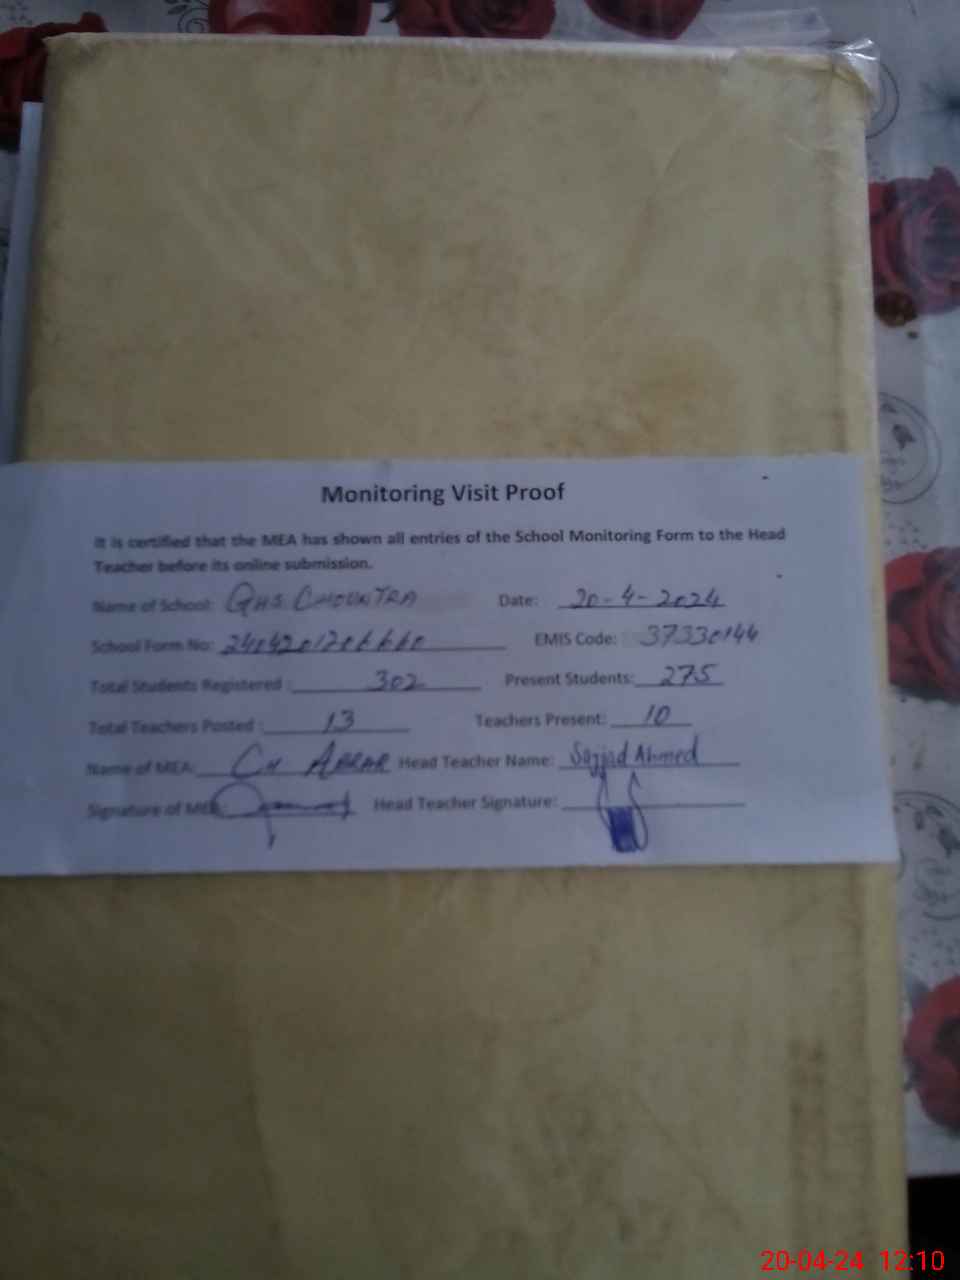 Monitoring Visit Proof
It is certified that the MEA has shown all entries of the School Monitoring Form to the Head
Teacher before its online submission.
Name of School: GHS CHOUNTRA Date: 20-4-2024
School Form No: EMIS Code: 37330144
Total Students Registered : 302 Present Students: 275
Total Teachers Posted : 13 Teachers Present: 10
Name of MEA: CH ABRAR Head Teacher Name: Sajjad Ahmed
Signature of MEA: Head Teacher Signature:
20-04-24 12:10